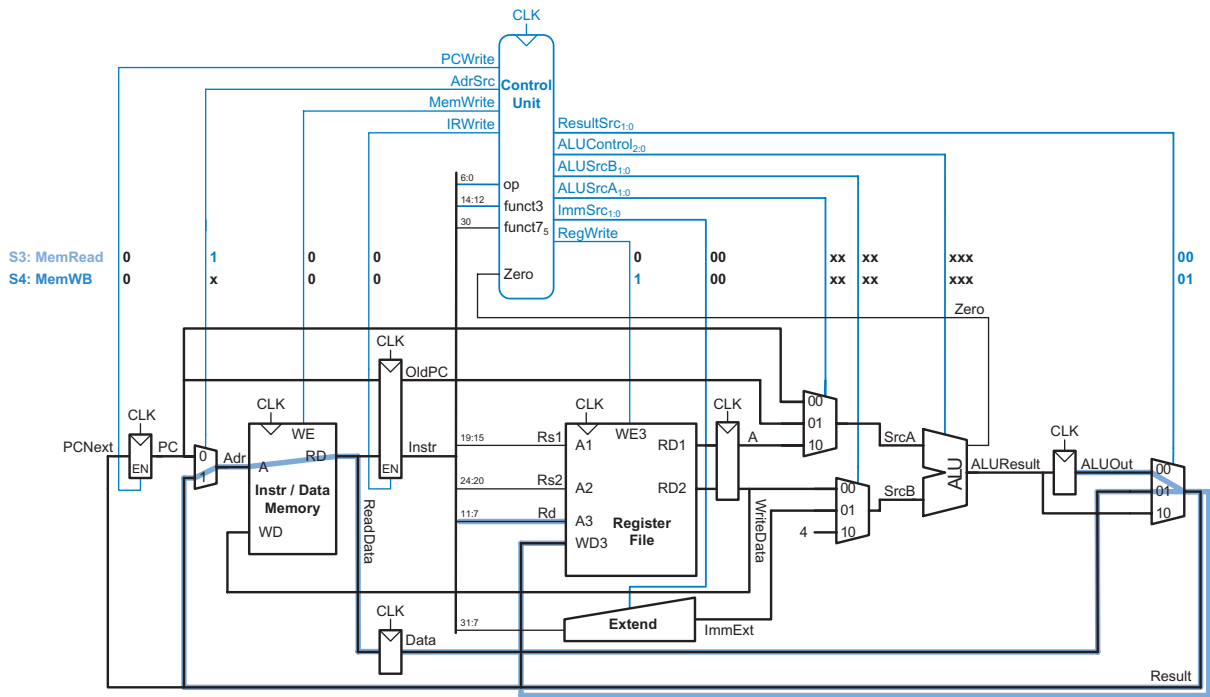 CLK
PCWrite
AdrSrc
MemWrite
IRWrite
Control
Unit
ResultSrc1:0
ALUControl2:0
ALUSrcB1:0
ALUSrcA1:0
ImmSrc1:0
RegWrite
6:0 op
14:12 funct3
30 funct75
Zero
S3: MemRead 0 1 0 0 0 00 xx xx xxx 00
S4: MemWB 0 x 0 0 1 00 xx xx xxx 01
Zero
CLK
OldPC
CLK
CLK
CLK
CLK
CLK
PCNext
EN
PC
0
1
Adr
WE
A
RD
Instr / Data
Memory
WD
ReadData
EN
Instr
19:15 Rs1
24:20 Rs2
11:7 Rd
A1
WE3
RD1
A2
RD2
A3
WD3
Register
File
A
WriteData
00
01
10
SrcA
00
01
10
4
SrcB
ALU
ALUResult
ALUOut
00
01
10
31:7
Extend
ImmExt
CLK
Data
Result